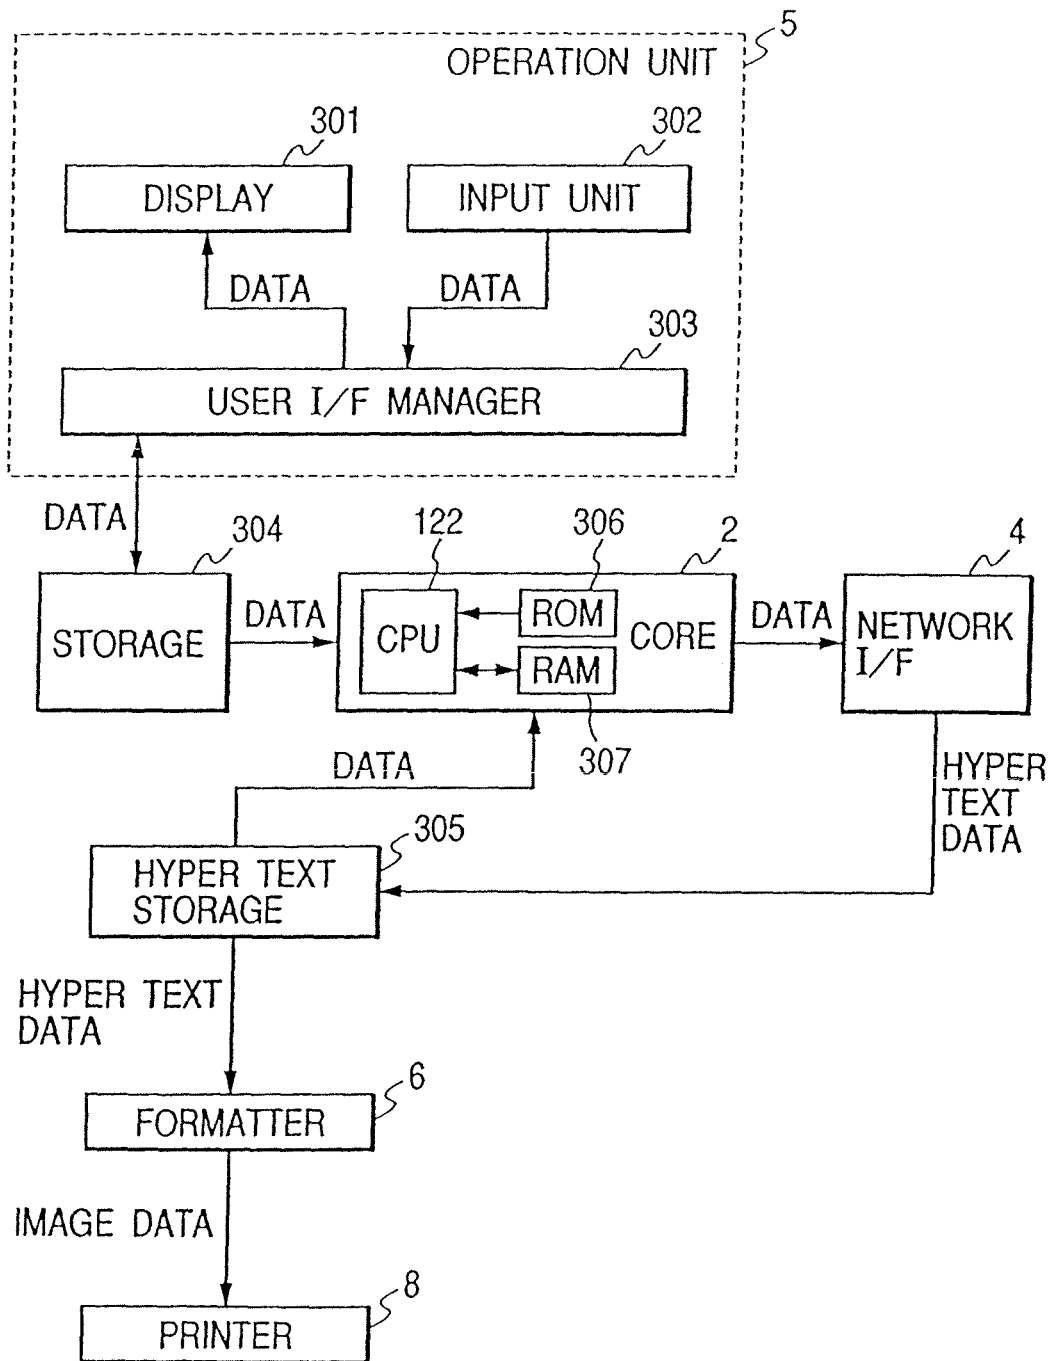 5
OPERATION UNIT
301
302
DISPLAY
INPUT UNIT
DATA
DATA
303
USER I/F MANAGER
DATA
304
122
306
2
4
STORAGE
DATA
CPU
ROM
RAM
CORE
DATA
NETWORK
I/F
307
DATA
HYPER
TEXT
DATA
305
HYPER TEXT
STORAGE
HYPER TEXT
DATA
6
FORMATTER
IMAGE DATA
8
PRINTER